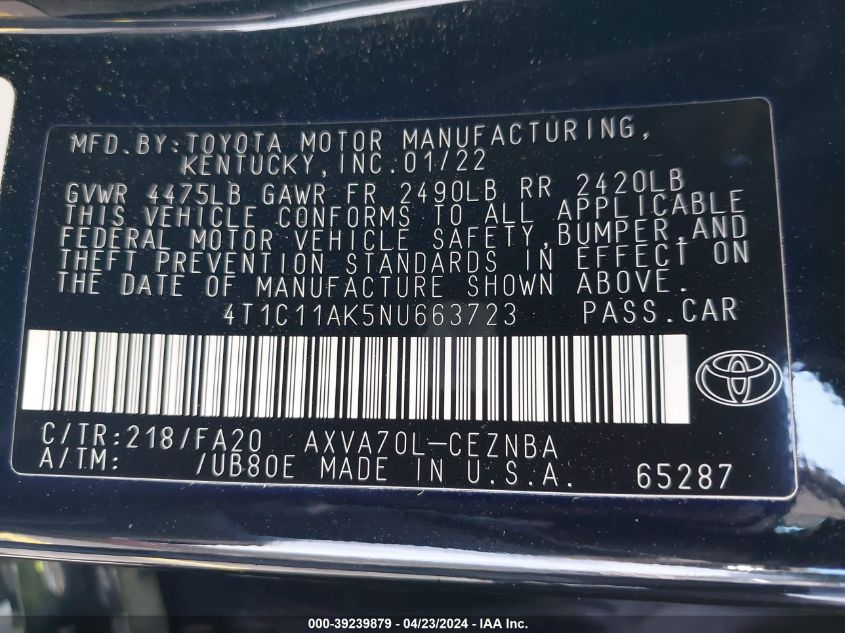 MFD.BY:TOYOTA MOTOR MANUFACTURING,
KENTUCKY,INC.01/22
GVWR 4475LB GAWR FR 2490LB RR 2420LB
THIS VEHICLE CONFORMS TO ALL APPLICABLE
FEDERAL MOTOR VEHICLE SAFETY,BUMPER,AND
THEFT PREVENTION STANDARDS IN EFFECT ON
THE DATE OF MANUFACTURE SHOWN ABOVE.
4T1C11AK5NU663723 PASS.CAR
C/TR:218/FA20 AXVA70L-CEZNBA
A/TM: /UB80E MADE IN U.S.A. 65287
000-39239879 - 04/23/2024 - IAA Inc.